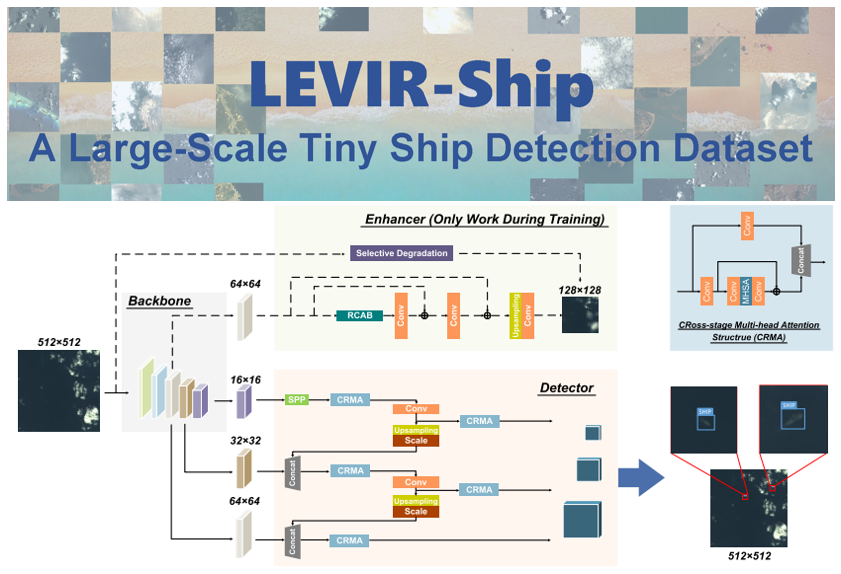 LEVIR-Ship
A Large-Scale Tiny Ship Detection Dataset
Enhancer (Only Work During Training)
Selective Degradation
64×64
128×128
RCAB
Conv
Conv
Upsampling
Conv
Backbone
512×512
Conv
Concat
Conv
Conv
MHSA
Conv
CRoss-stage Multi-head Attention
Structrue (CRMA)
Detector
16×16
SPP
CRMA
Conv
CRMA
Upsampling
Scale
32×32
Concat
CRMA
Conv
CRMA
Upsampling
Scale
64×64
Concat
CRMA
SHIP
SHIP
512×512